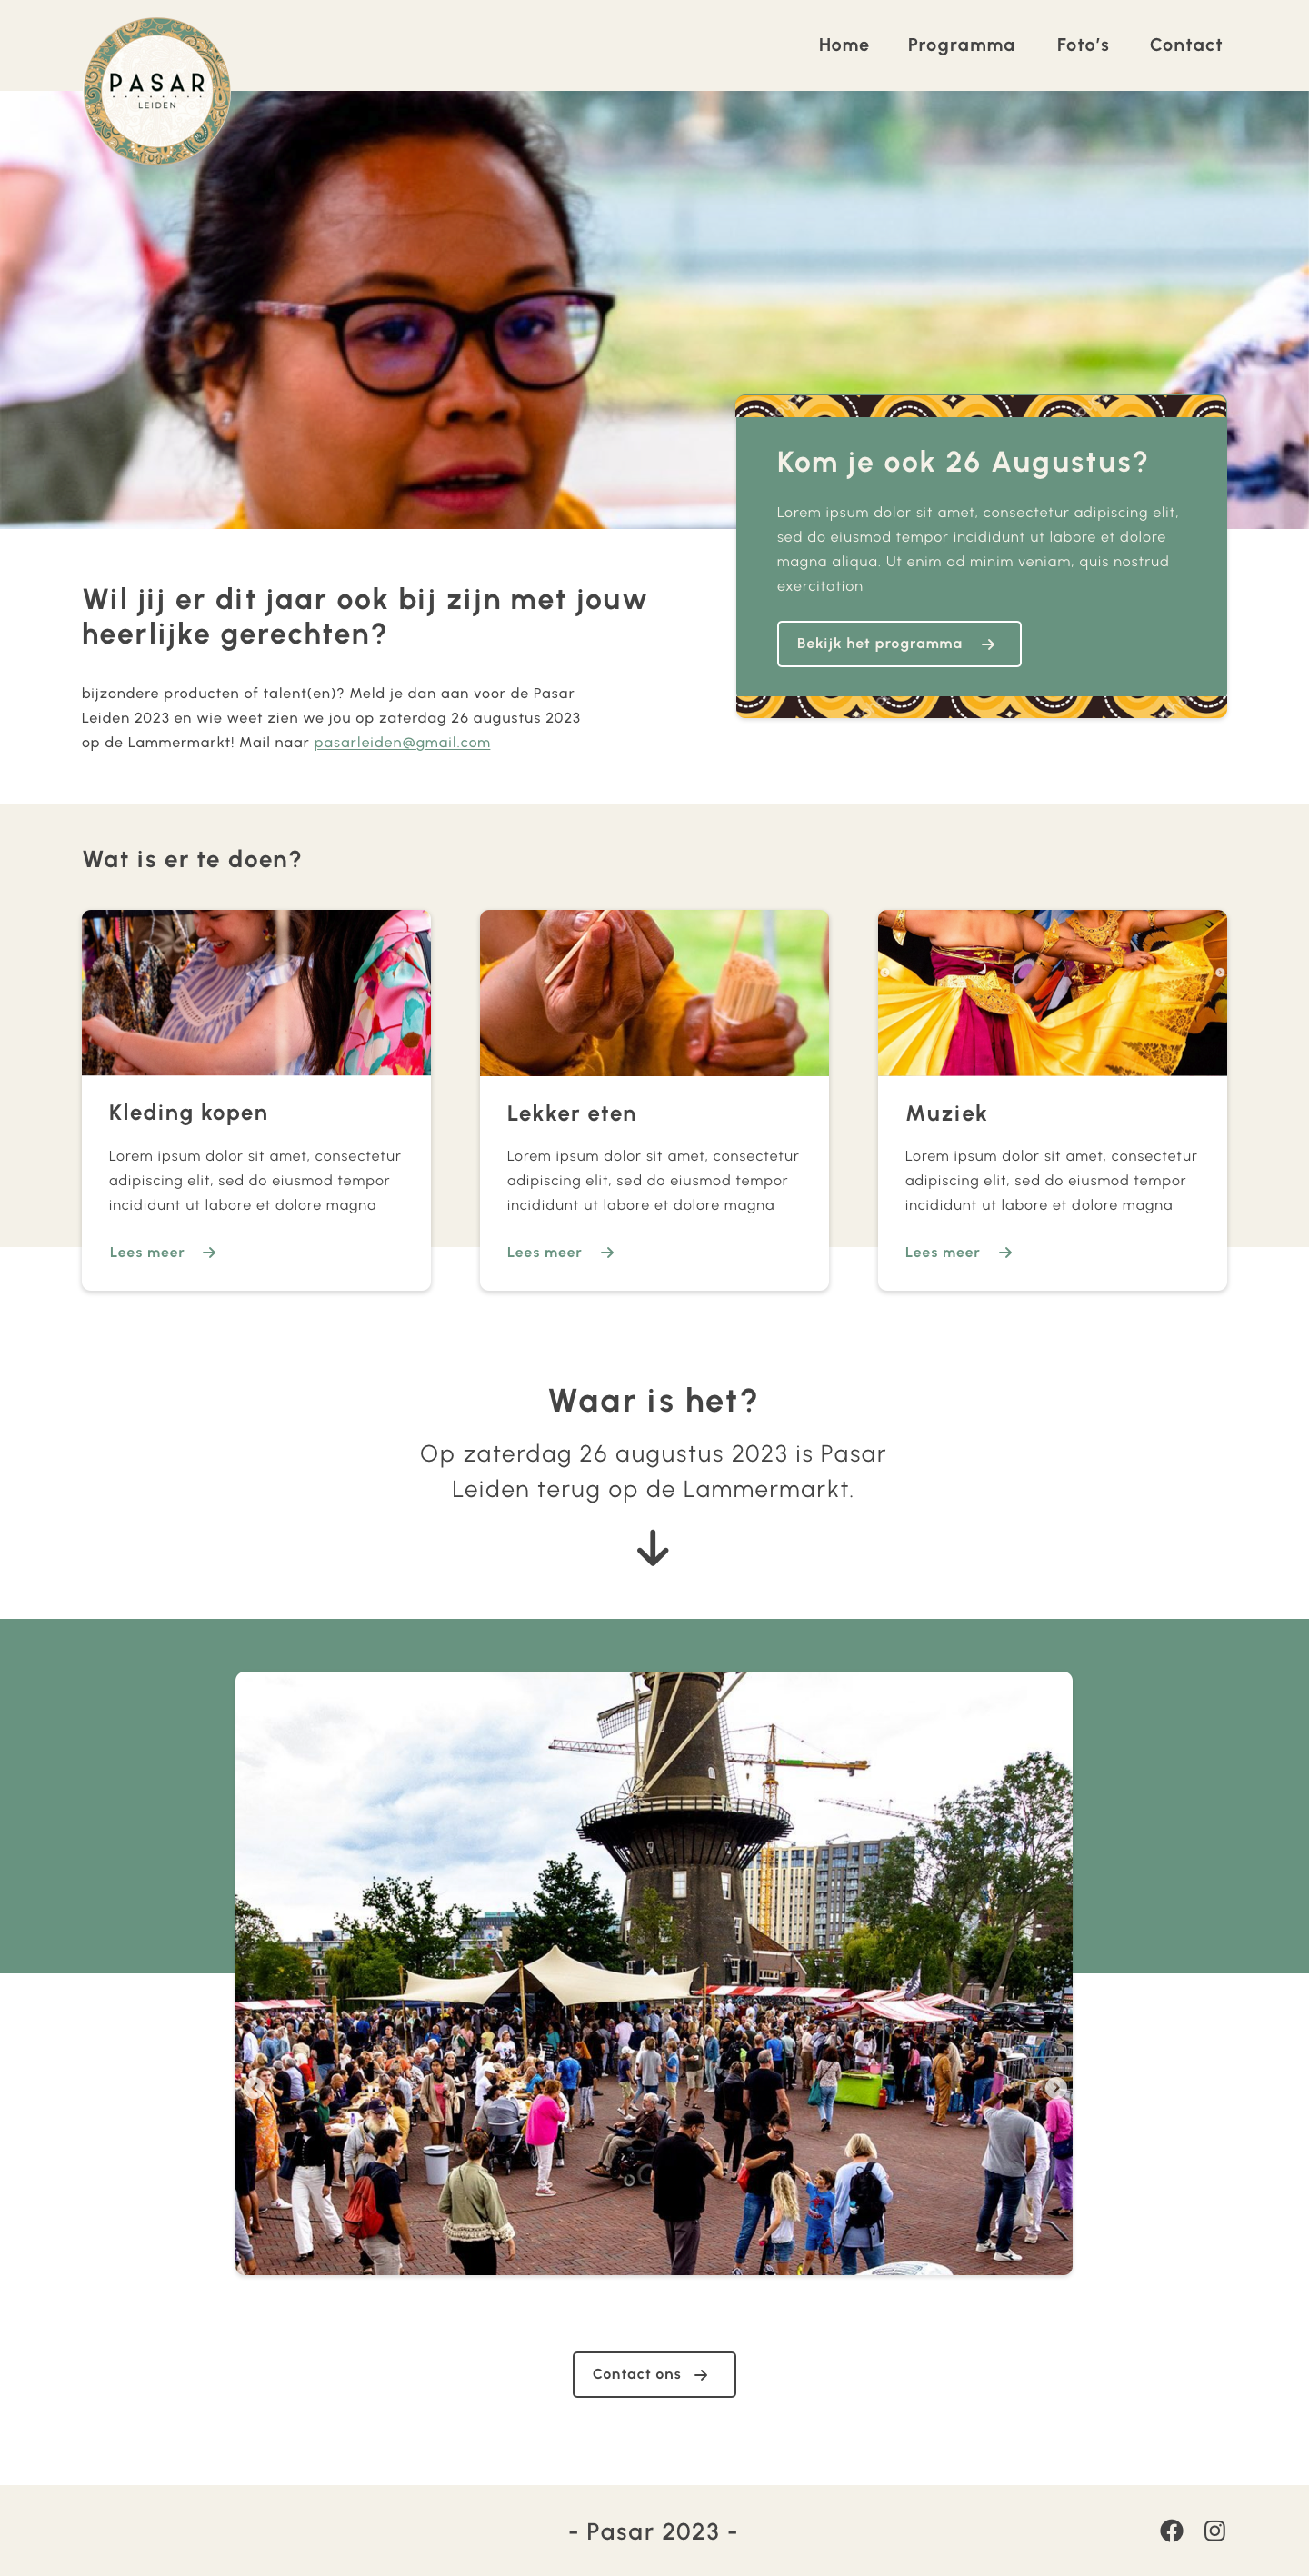 PASAR
LEIDEN
Home
Programma
Foto's
Contact
Kom je ook 26 Augustus?
Lorem ipsum dolor sit amet, consectetur adipiscing elit,
sed do eiusmod tempor incididunt ut labore et dolore
magna aliqua. Ut enim ad minim veniam, quis nostrud
exercitation
Bekijk het programma
Wil jij er dit jaar ook bij zijn met jouw
heerlijke gerechten?
bijzondere producten of talent(en)? Meld je dan aan voor de Pasar
Leiden 2023 en wie weet zien we jou op zaterdag 26 augustus 2023
op de Lammermarkt! Mail naar pasarleiden@gmail.com
Wat is er te doen?
Kleding kopen
Lorem ipsum dolor sit amet, consectetur
adipiscing elit, sed do eiusmod tempor
incididunt ut labore et dolore magna
Lees meer
Lekker eten
Lorem ipsum dolor sit amet, consectetur
adipiscing elit, sed do eiusmod tempor
incididunt ut labore et dolore magna
Lees meer
Muziek
Lorem ipsum dolor sit amet, consectetur
adipiscing elit, sed do eiusmod tempor
incididunt ut labore et dolore magna
Lees meer
Waar is het?
Op zaterdag 26 augustus 2023 is Pasar
Leiden terug op de Lammermarkt.
Contact ons
- Pasar 2023 -